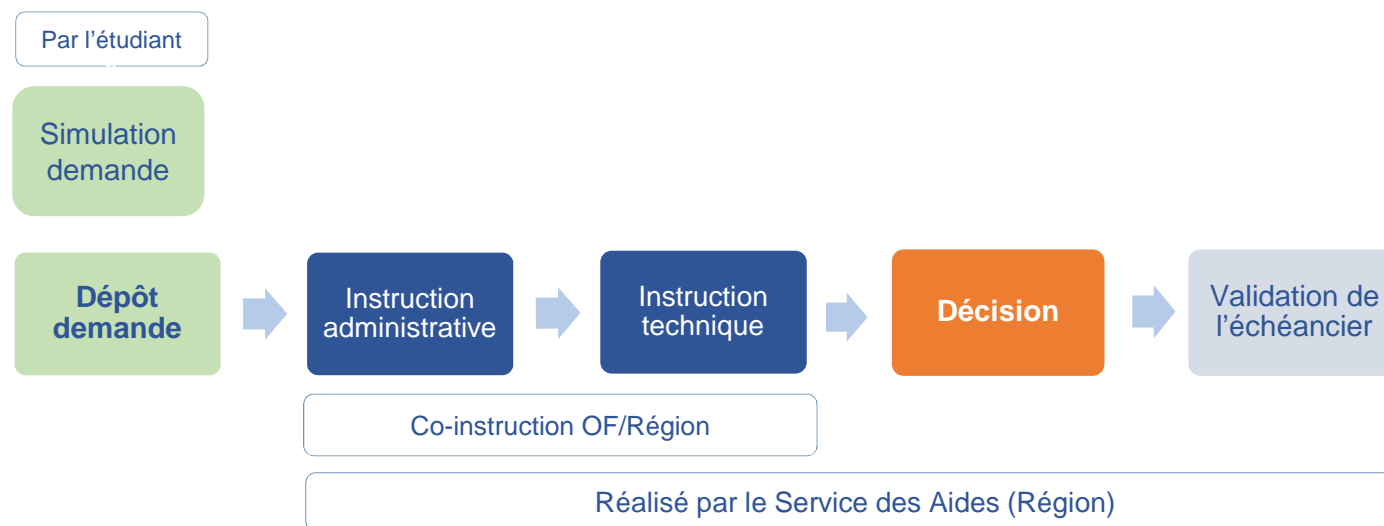 Par l’étudiant
Simulation
demande
Dépôt
demande
Instruction
administrative
Instruction
technique
Décision
Validation de
l’échéancier
Co-instruction OF/Région
Réalisé par le Service des Aides (Région)